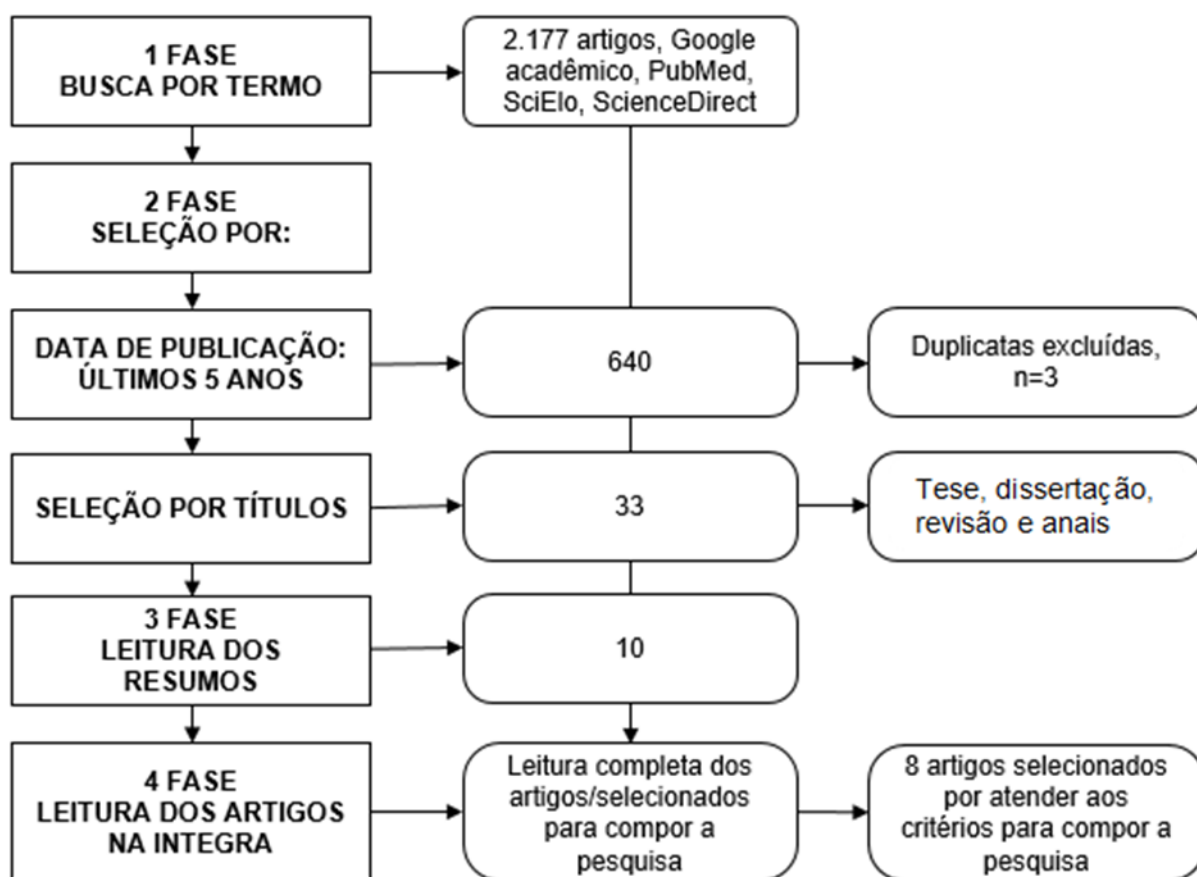 1 FASE
BUSCA POR TERMO
2.177 artigos, Google
acadêmico, PubMed,
SciElo, ScienceDirect
2 FASE
SELEÇÃO POR:
DATA DE PUBLICAÇÃO:
ÚLTIMOS 5 ANOS
640
Duplicatas excluídas,
n=3
SELEÇÃO POR TÍTULOS
33
Tese, dissertação,
revisão e anais
3 FASE
LEITURA DOS
RESUMOS
10
4 FASE
LEITURA DOS ARTIGOS
NA INTEGRA
Leitura completa dos
artigos/selecionados
para compor a
pesquisa
8 artigos selecionados
por atender aos
critérios para compor a
pesquisa